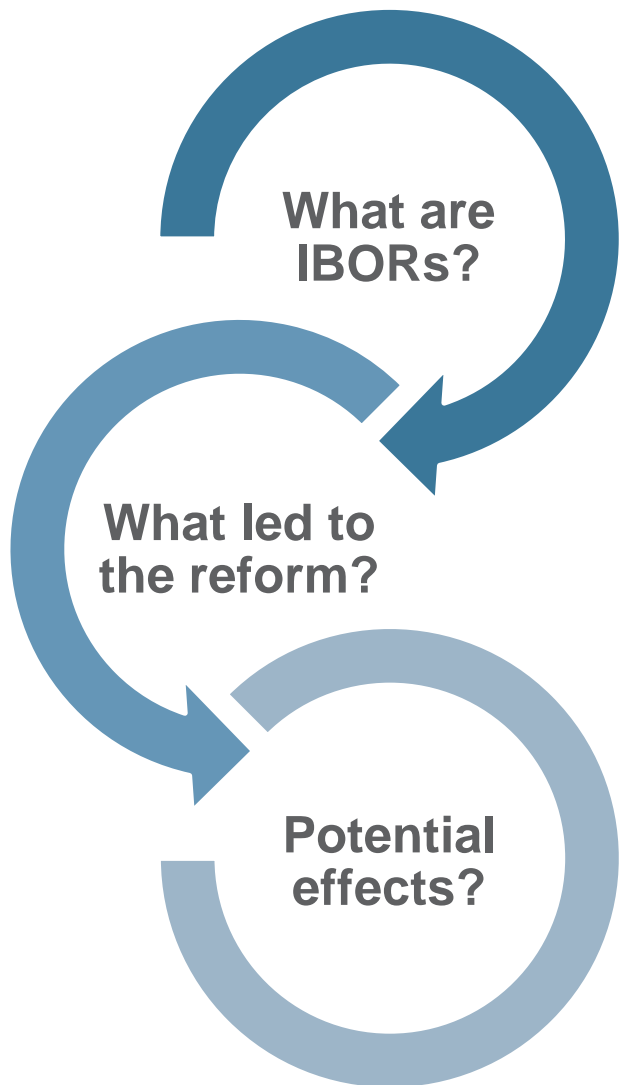 What are
IBORs?
What led to
the reform?
Potential
effects?